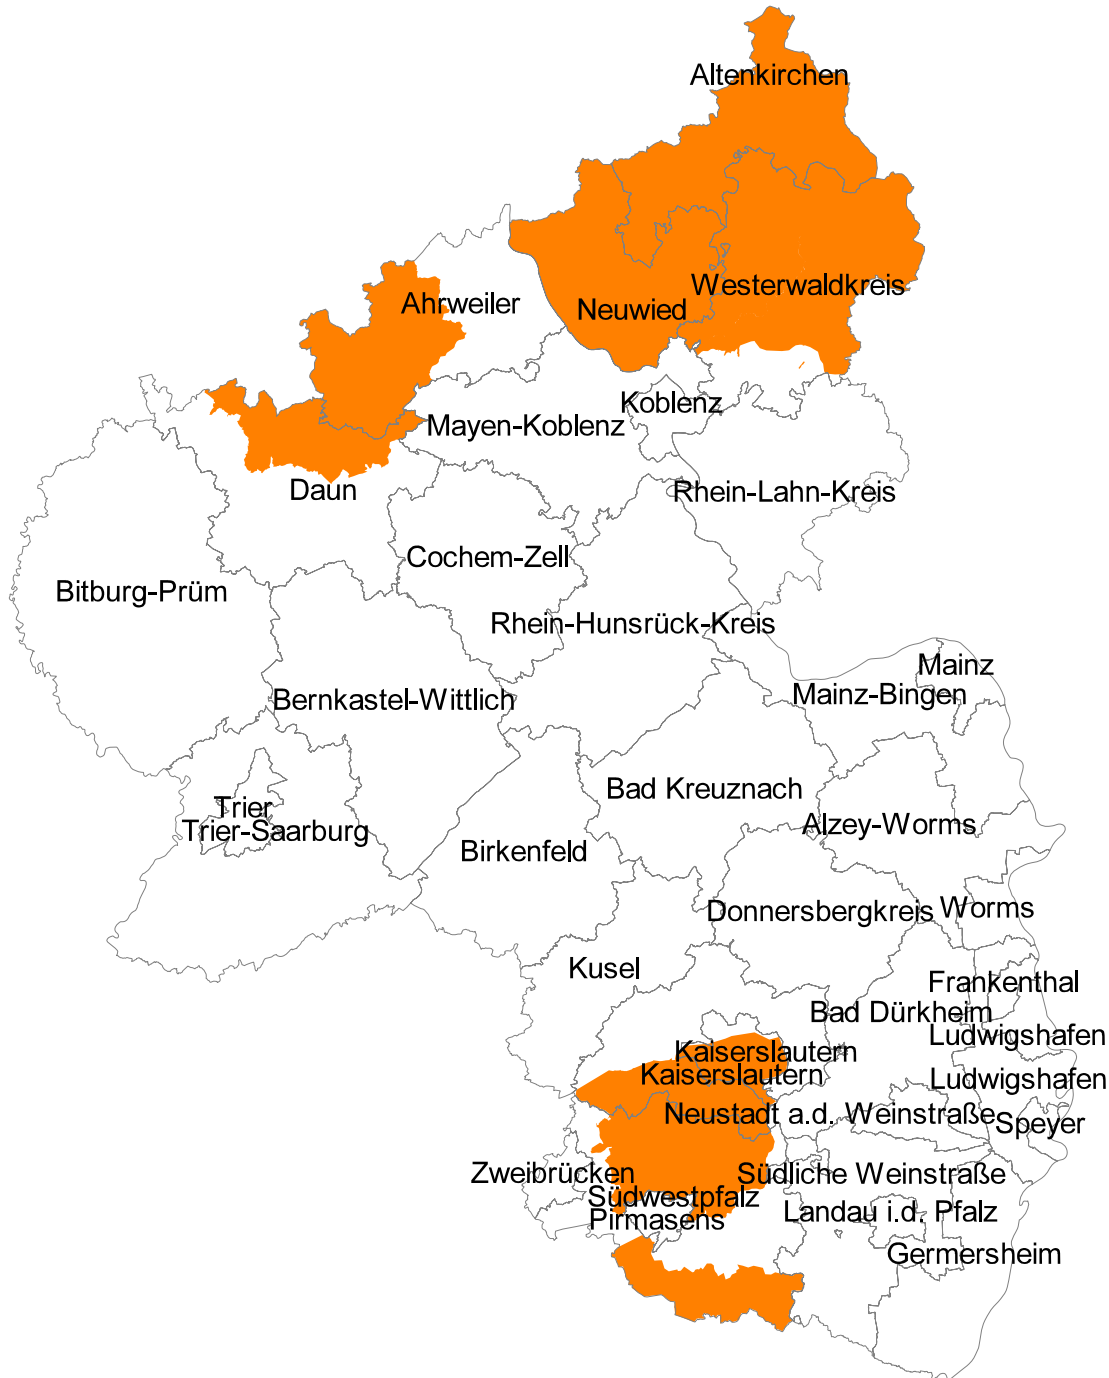 Altenkirchen
Westerwaldkreis
Ahrweiler
Neuwied
Koblenz
Mayen-Koblenz
Daun
Rhein-Lahn-Kreis
Cochem-Zell
Bitburg-Prüm
Rhein-Hunsrück-Kreis
Mainz
Mainz-Bingen
Bernkastel-Wittlich
Bad Kreuznach
Trier
Trier-Saarburg
Alzey-Worms
Birkenfeld
Donnersbergkreis
Worms
Kusel
Frankenthal
Bad Dürkheim
Ludwigshafen
Kaiserslautern
Kaiserslautern
Ludwigshafen
Neustadt a.d. Weinstraße
Speyer
Zweibrücken
Südliche Weinstraße
Südwestpfalz
Landau i.d. Pfalz
Pirmasens
Germersheim